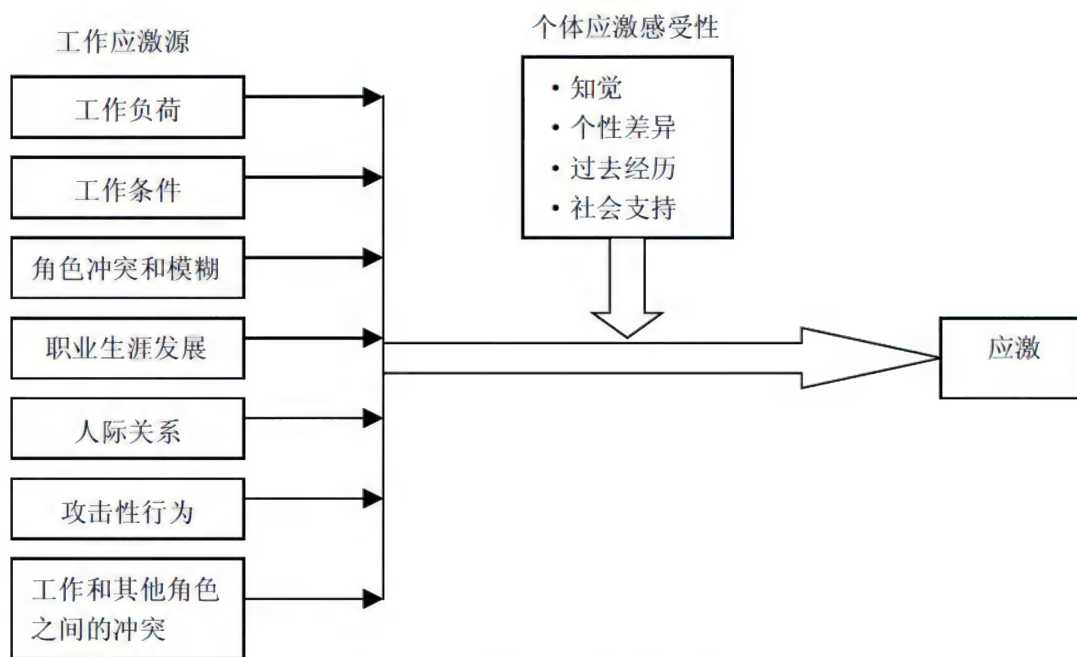 工作应激源
工作负荷
工作条件
角色冲突和模糊
职业生涯发展
人际关系
攻击性行为
工作和其他角色
之间的冲突
个体应激感受性
·知觉
·个性差异
·过去经历
·社会支持
应激